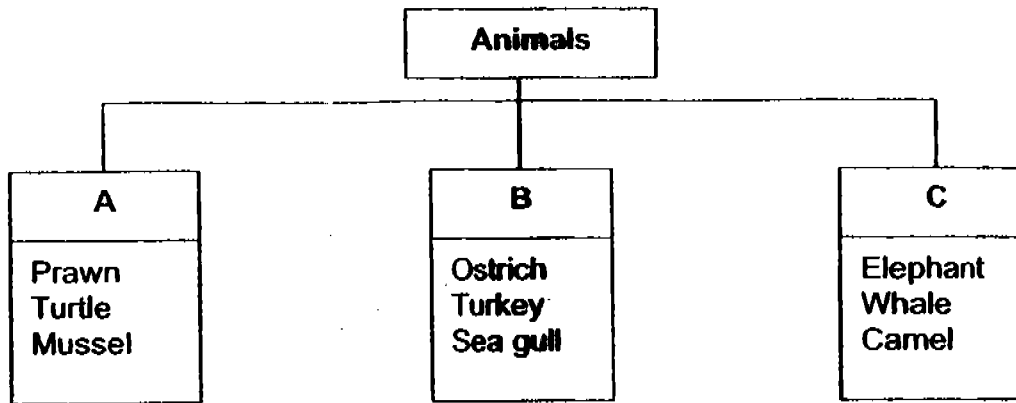 Animals
A
Prawn
Turtle
Mussel
B
Ostrich
Turkey
Sea gull
C
Elephant
Whale
Camel